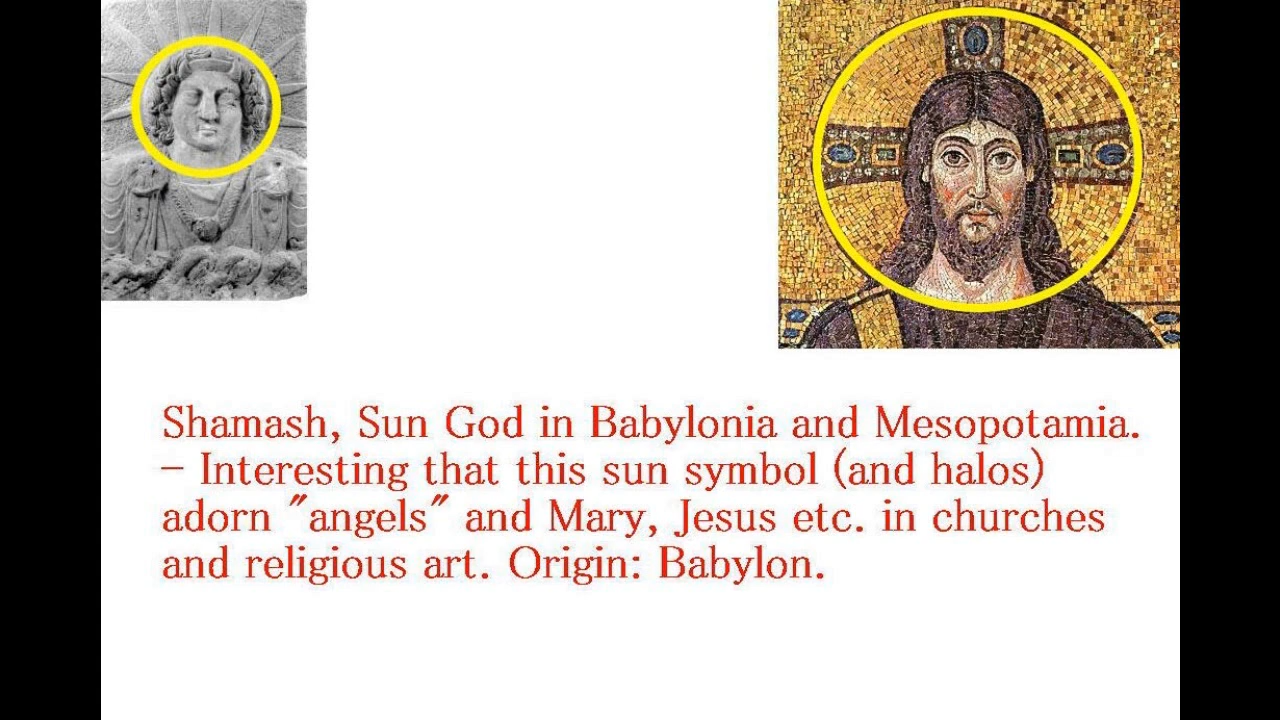 Shamash, Sun God in Babylonia and Mesopotamia.
- Interesting that this sun symbol (and halos)
adorn "angels" and Mary, Jesus etc. in churches
and religious art. Origin: Babylon.